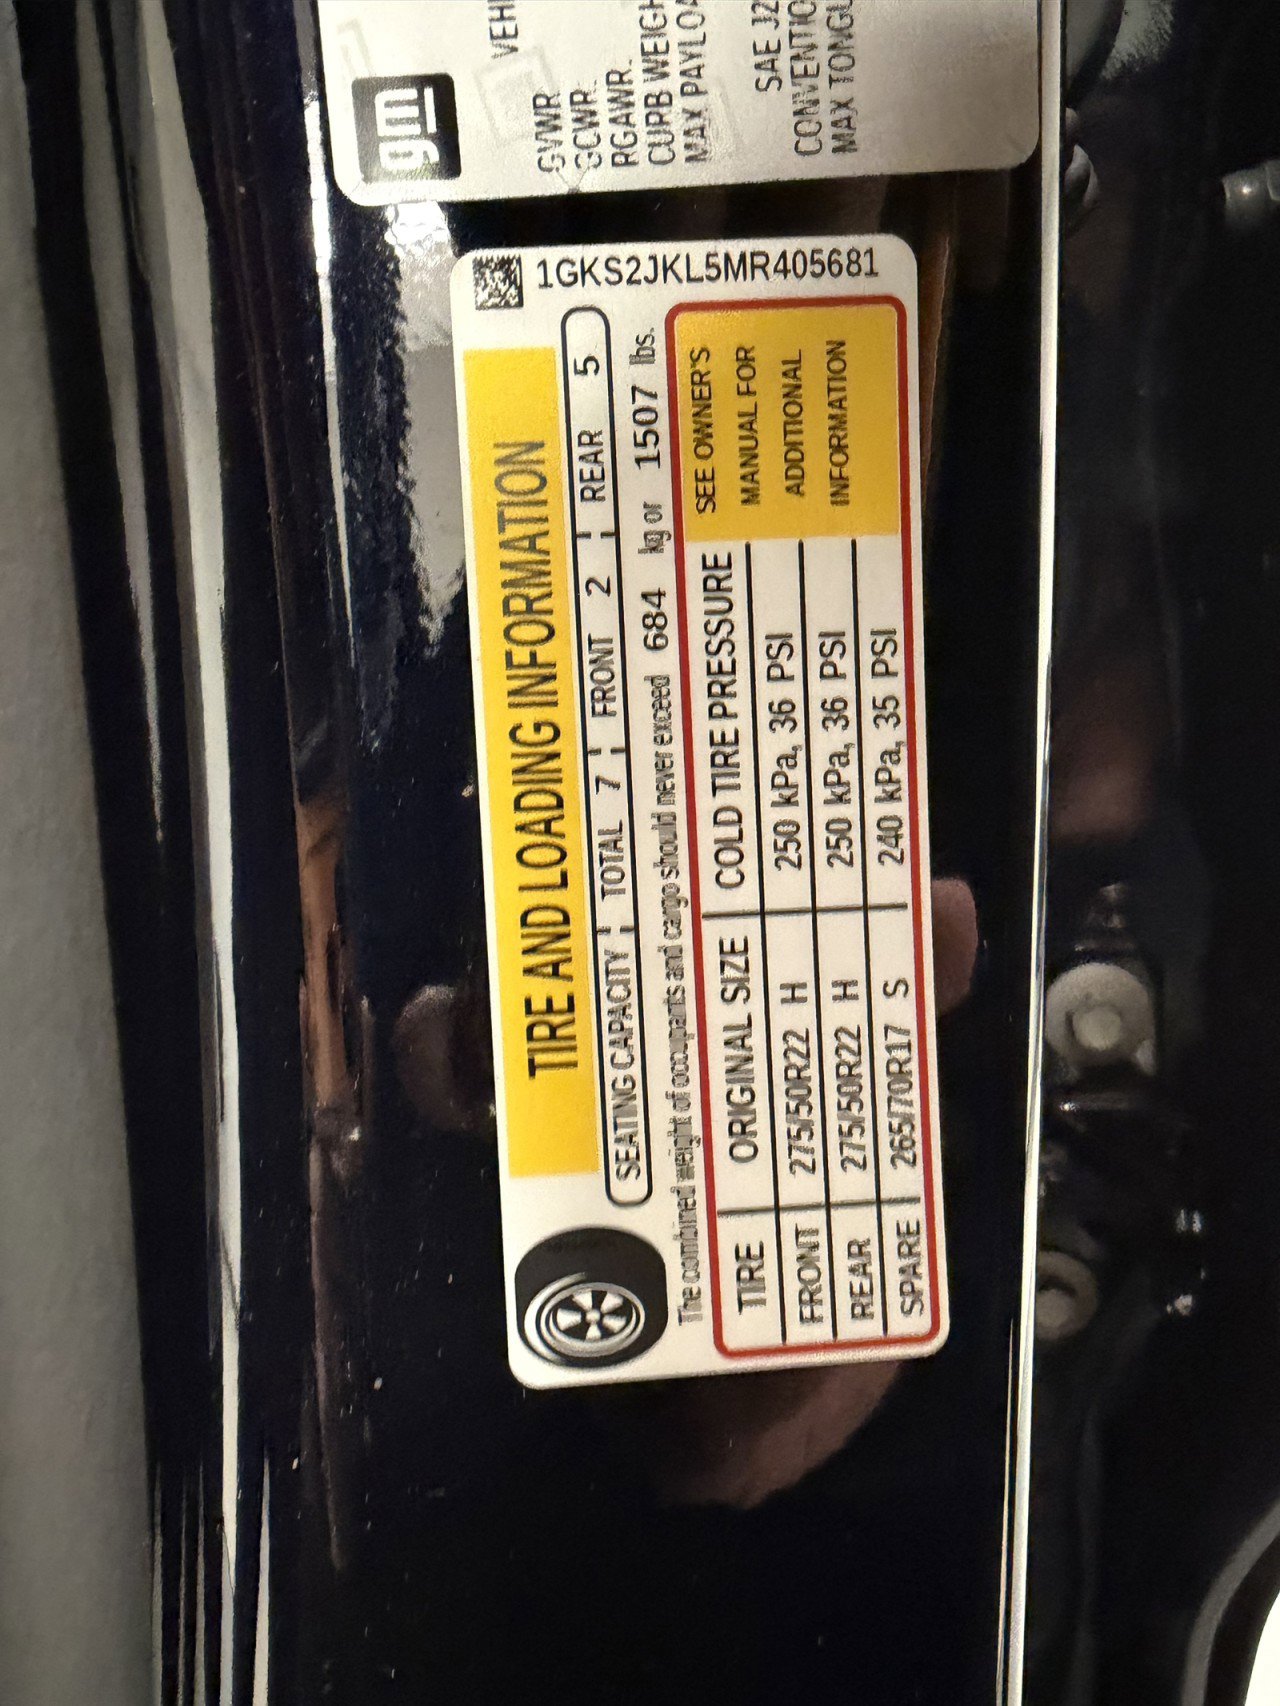 gm
VEHI
GVWR
GCWR
RGAWR
CURB WEIGH
MAX PAYLOA
SAE J2
CONVENTIO
MAX TONGU
1GKS2JKL5MR405681
TIRE AND LOADING INFORMATION
SEATING CAPACITY TOTAL 7 FRONT 2 REAR 5
The combined weight of occupants and cargo should never exceed 684 kg or 1507 lbs.
TIRE ORIGINAL SIZE COLD TIRE PRESSURE
FRONT 275/50R22 H 250 kPa, 36 PSI
REAR 275/50R22 H 250 kPa, 36 PSI
SPARE 265/70R17 S 240 kPa, 35 PSI
SEE OWNER'S
MANUAL FOR
ADDITIONAL
INFORMATION